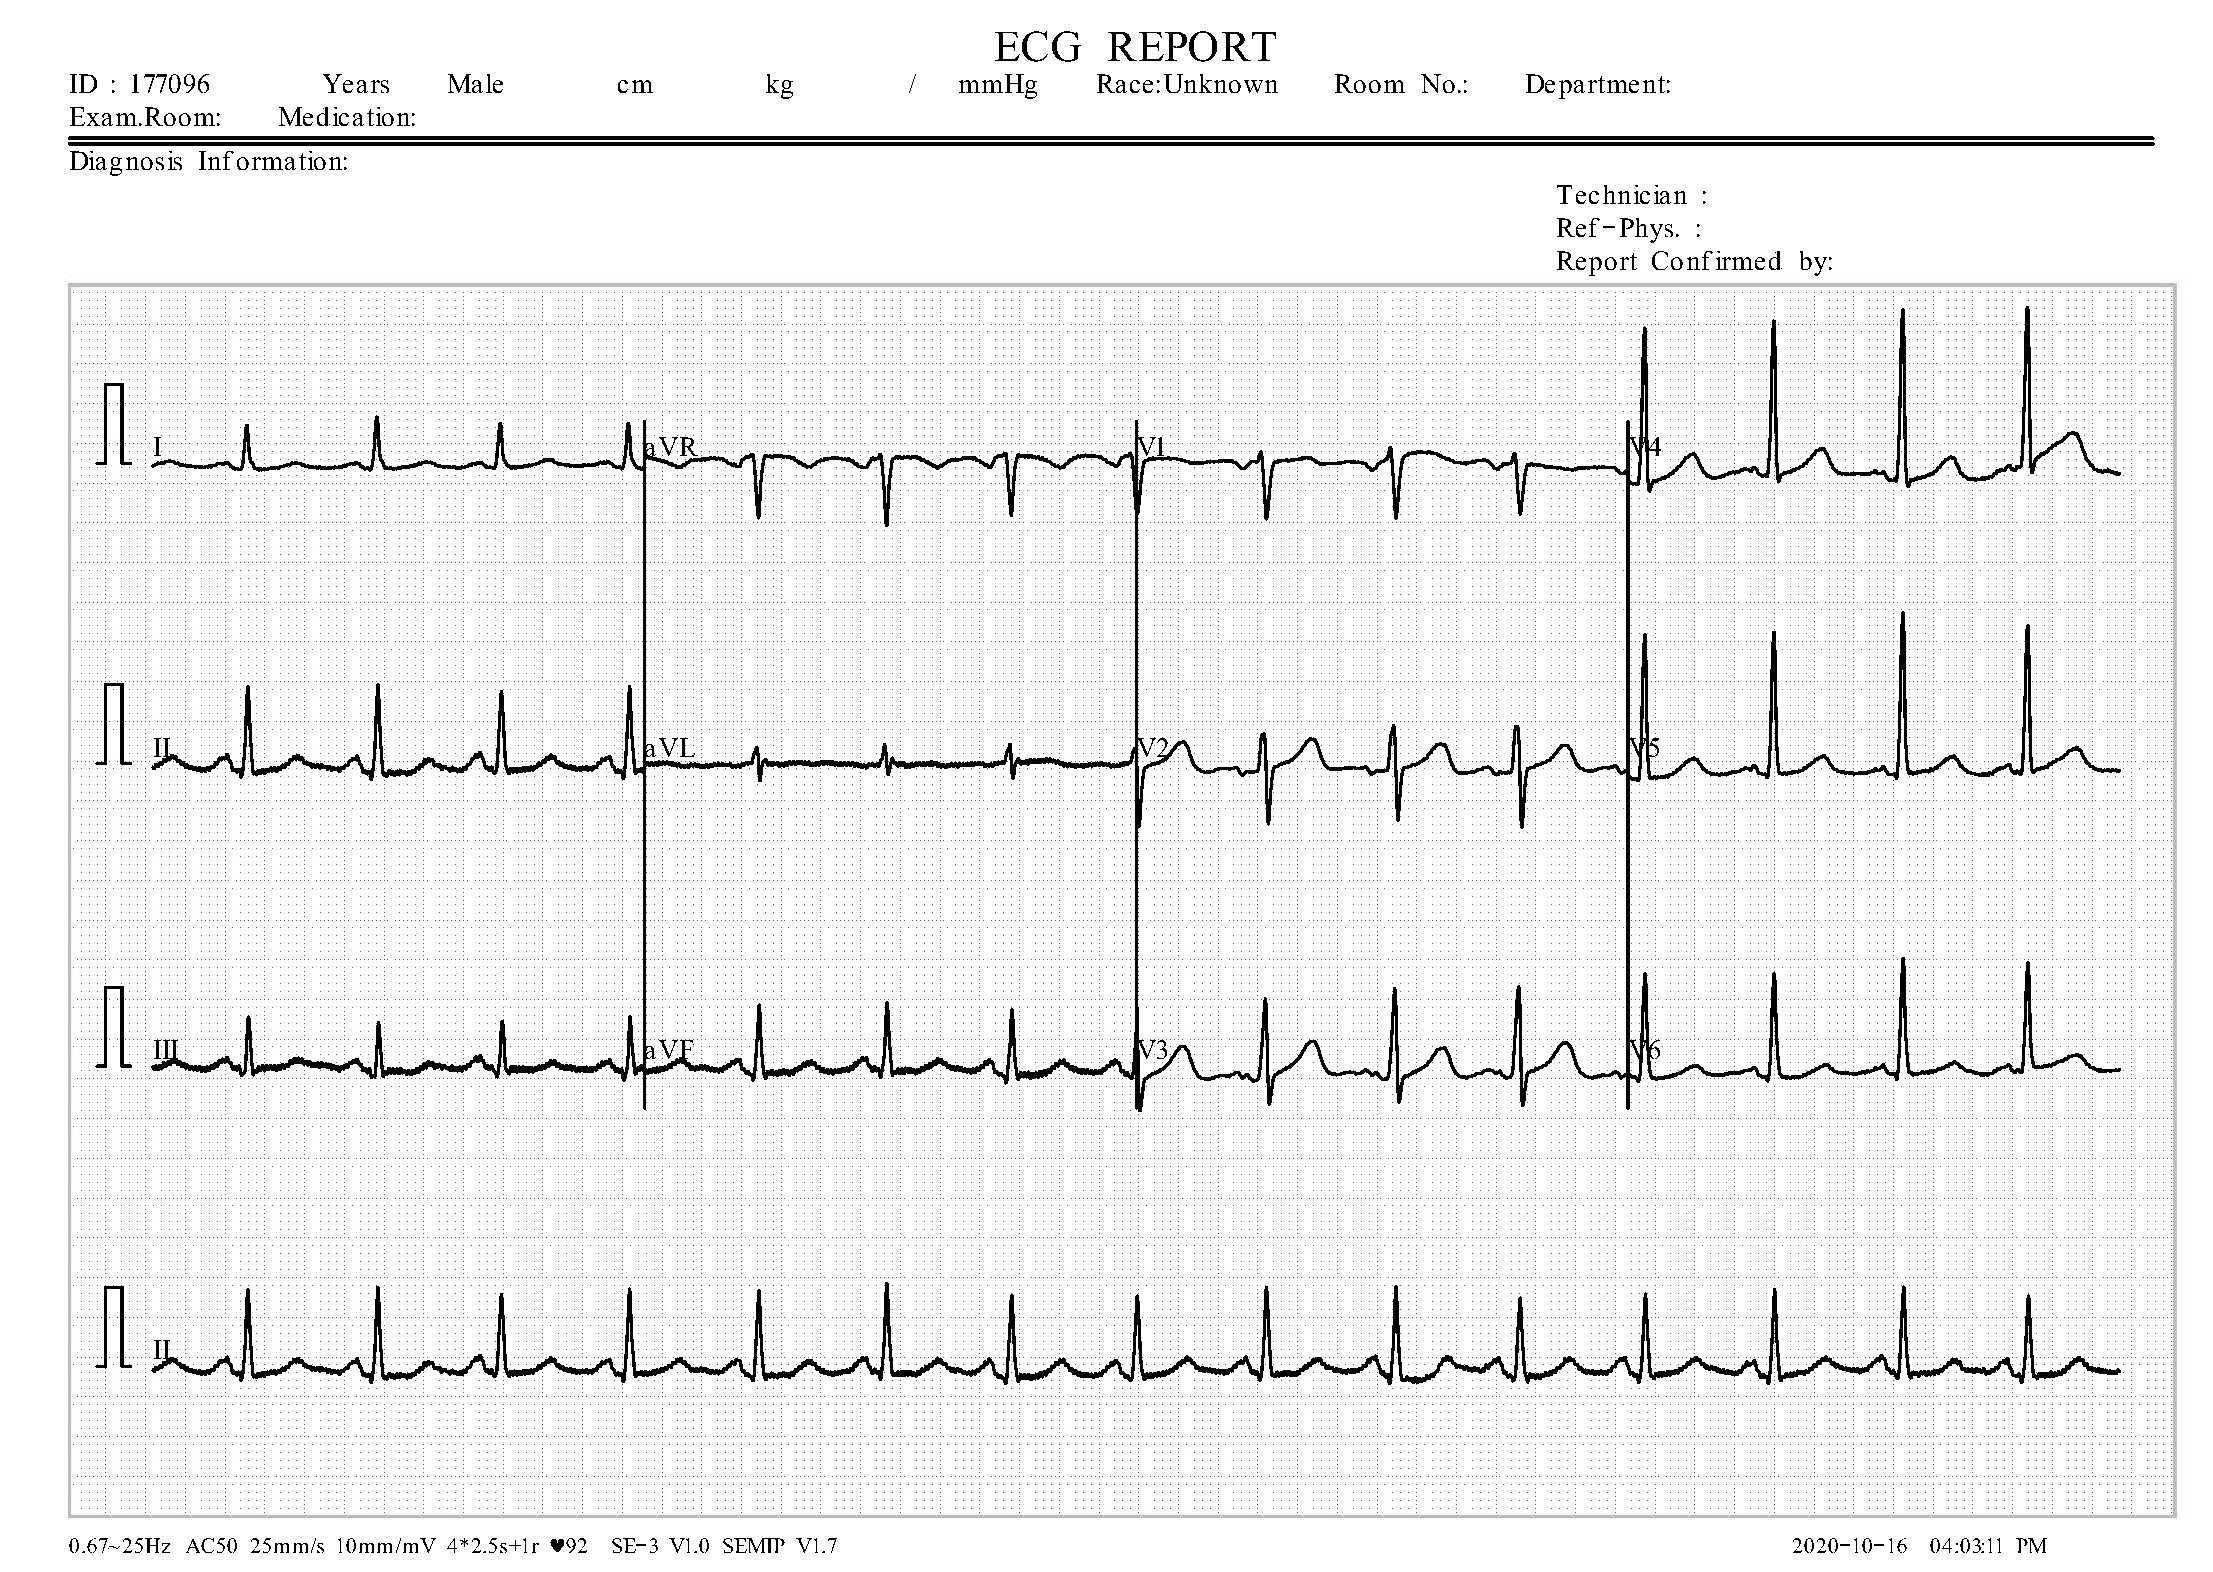 ECG REPORT
ID : 177096 Years Male cm kg / mmHg Race:Unknown Room No.: Department:
Exam.Room: Medication:
Diagnosis Information:
Technician :
Ref-Phys. :
Report Confirmed by:
I aVR V1 V4
II aVL V2 V5
III aVF V3 V6
II
0.67~25Hz AC50 25mm/s 10mm/mV 4*2.5s+1r ♥92 SE-3 V1.0 SEMIP V1.7 2020-10-16 04:03:11 PM